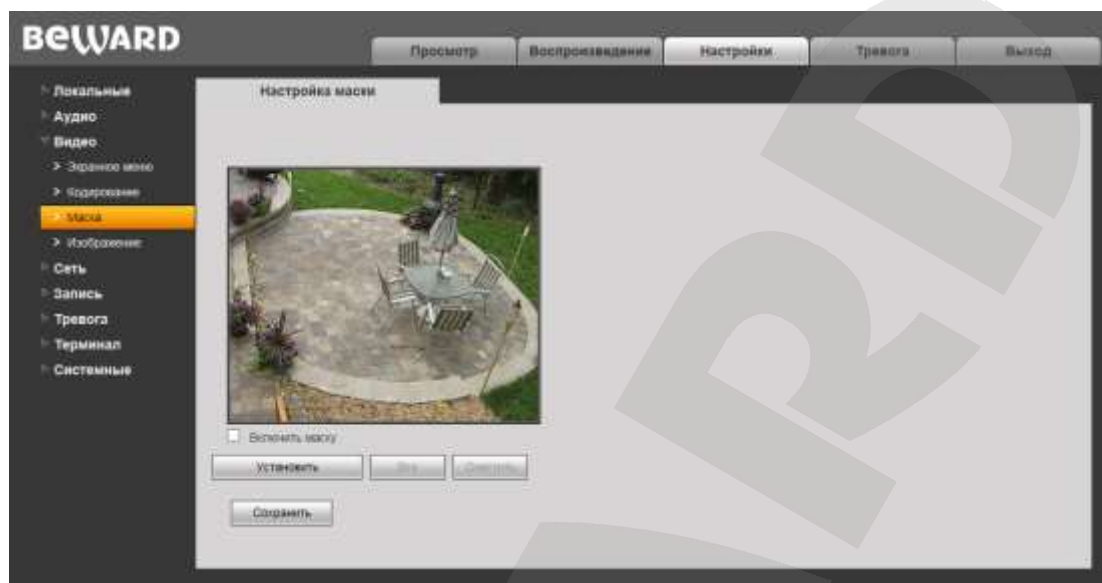 BEWARD
Просмотр Воспроизведение Настройки Тревога Выход
Локальные
Настройка маски
Аудио
Видео
Экранное меню
Кодирование
Маска
Изображение
Сеть
Запись
Тревога
Терминал
Системные
Включить маску
Установить Все Очистить
Сохранить